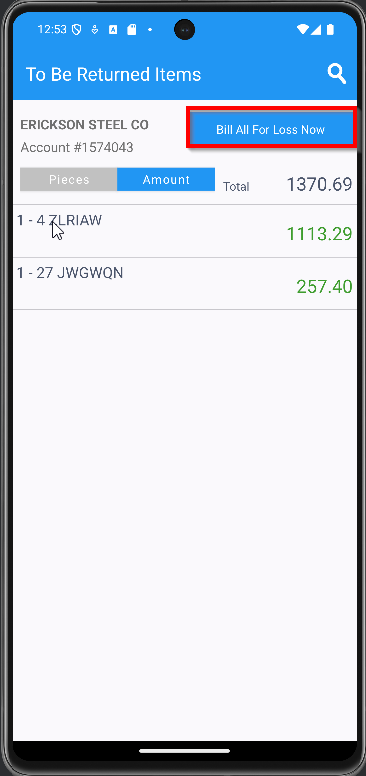 12:53
To Be Returned Items
ERICKSON STEEL CO
Bill All For Loss Now
Account #1574043
Pieces Amount Total 1370.69
1 - 4 ZLRIAW
1113.29
1 - 27 JWGWQN
257.40